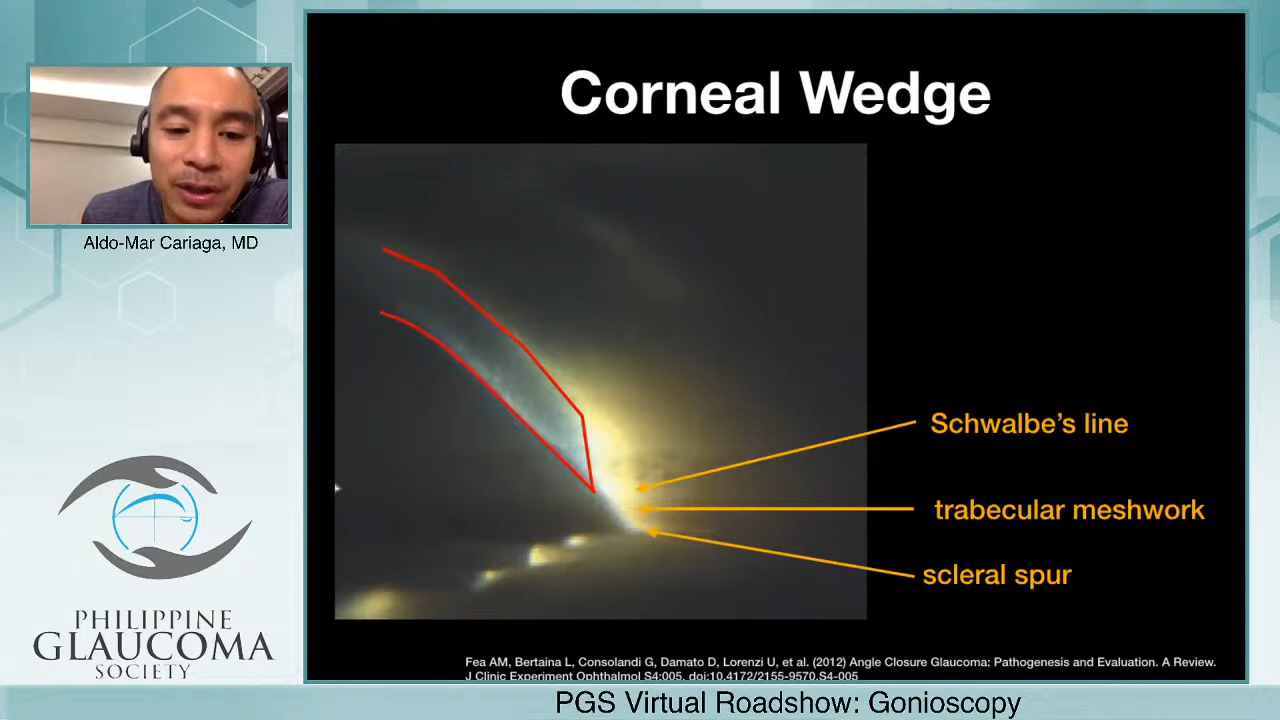 Corneal Wedge
Aldo-Mar Cariaga, MD
Schwalbe's line
trabecular meshwork
scleral spur
PHILIPPINE
GLAUCOMA
SOCIETY
Fea AM, Bertaina L, Consolandi G, Damato D, Lorenzi U, et al. (2012) Angle Closure Glaucoma: Pathogenesis and Evaluation. A Review.
J Clinic Experiment Ophthalmol S4:005. doi:10.4172/2155-9570.S4-005
PGS Virtual Roadshow: Gonioscopy